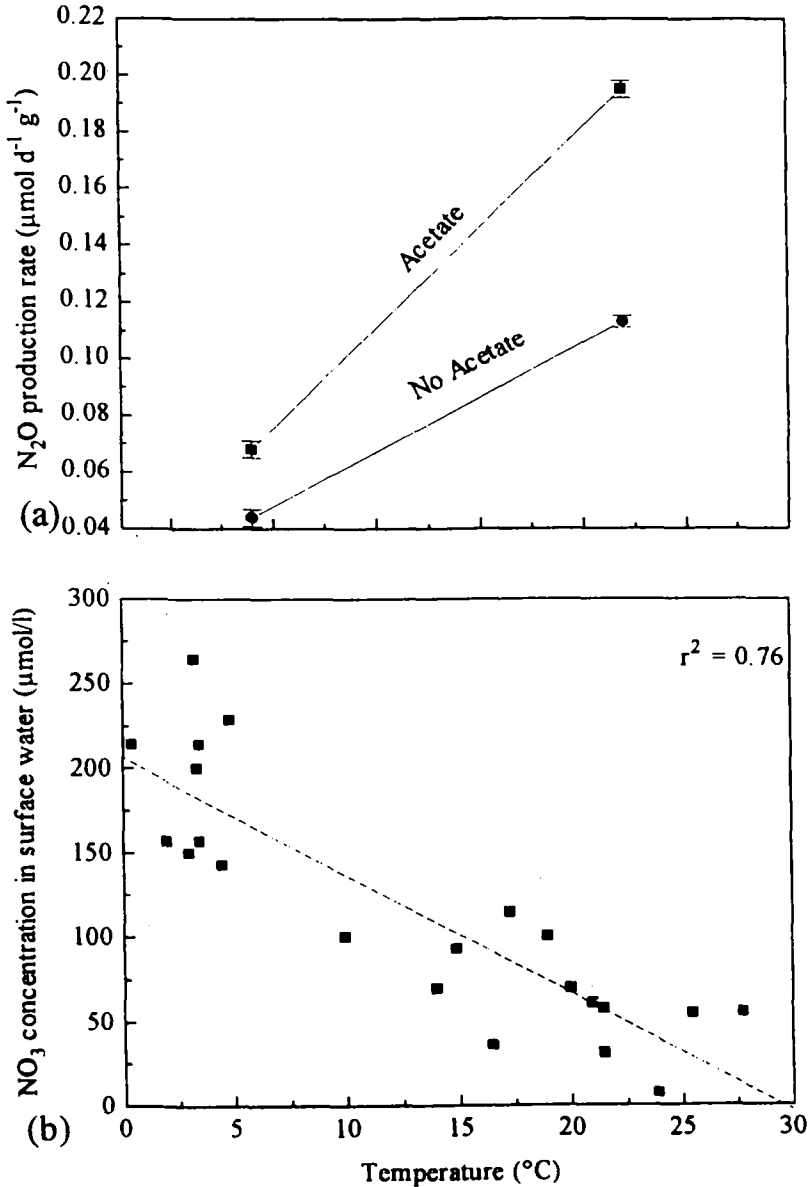 0.22
0.20
0.18
0.16
0.14
0.12
0.10
0.08
0.06
0.04
N₂O production rate (µmol d⁻¹ g⁻¹)
Acetate
No Acetate
(a)
300
250
200
150
100
50
0
NO₃ concentration in surface water (µmol/l)
r² = 0.76
(b)
0 5 10 15 20 25 30
Temperature (°C)